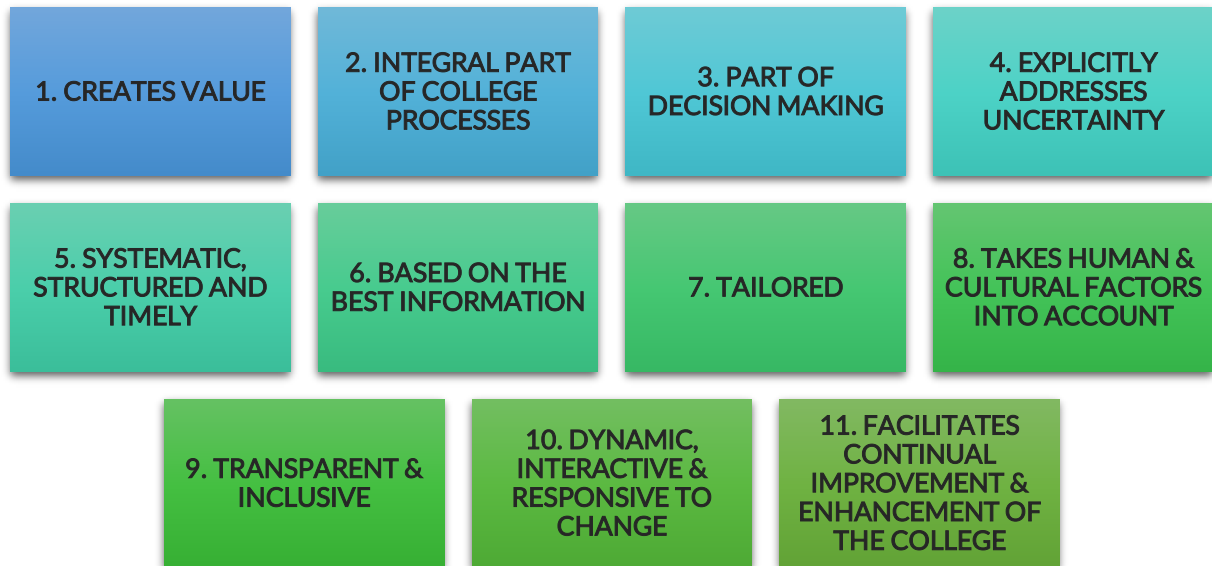 1. CREATES VALUE
2. INTEGRAL PART
OF COLLEGE
PROCESSES
3. PART OF
DECISION MAKING
4. EXPLICITLY
ADDRESSES
UNCERTAINTY
5. SYSTEMATIC,
STRUCTURED AND
TIMELY
6. BASED ON THE
BEST INFORMATION
7. TAILORED
8. TAKES HUMAN &
CULTURAL FACTORS
INTO ACCOUNT
9. TRANSPARENT &
INCLUSIVE
10. DYNAMIC,
INTERACTIVE &
RESPONSIVE TO
CHANGE
11. FACILITATES
CONTINUAL
IMPROVEMENT &
ENHANCEMENT OF
THE COLLEGE